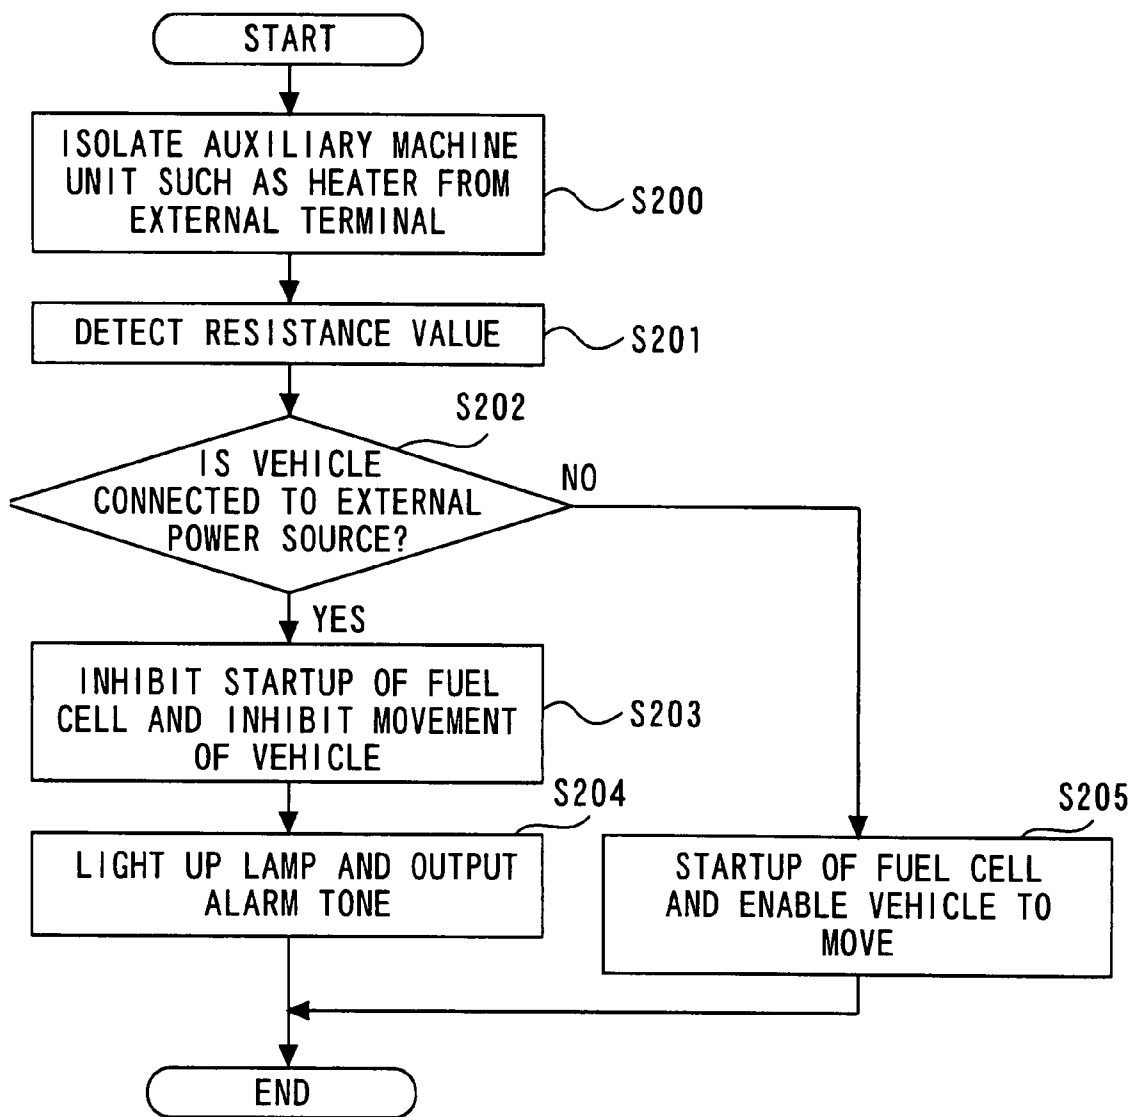 START
ISOLATE AUXILIARY MACHINE
UNIT SUCH AS HEATER FROM
EXTERNAL TERMINAL
S200
DETECT RESISTANCE VALUE
S201
S202
IS VEHICLE
CONNECTED TO EXTERNAL
POWER SOURCE?
NO
YES
INHIBIT STARTUP OF FUEL
CELL AND INHIBIT MOVEMENT
OF VEHICLE
S203
S204
LIGHT UP LAMP AND OUTPUT
ALARM TONE
S205
STARTUP OF FUEL CELL
AND ENABLE VEHICLE TO
MOVE
END